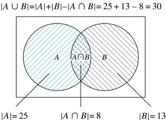 |A ∪ B|=|A|+|B|−|A ∩ B|= 25 + 13 − 8 = 30
A A ∩ B B
|A|= 25 |A ∩ B|= 8 |B|= 13